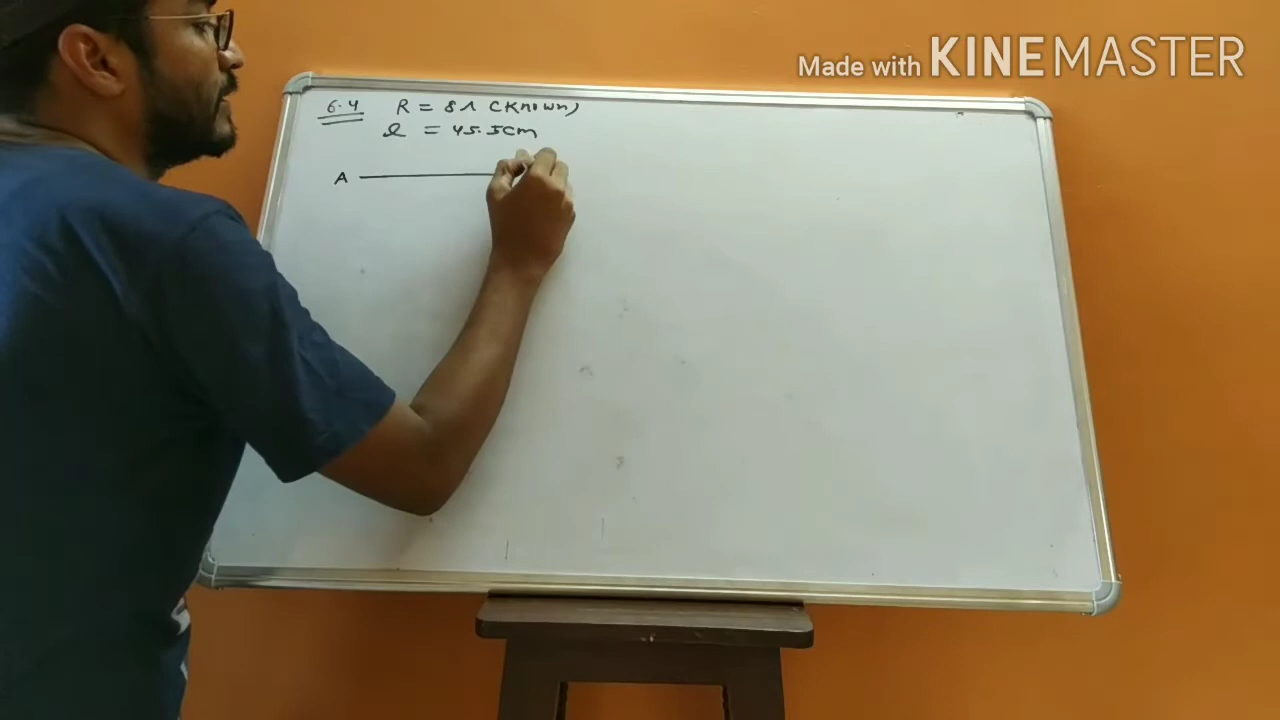 Made with KINEMASTER
6.4 R = 8Ω (Known)
l = 45.5cm
A